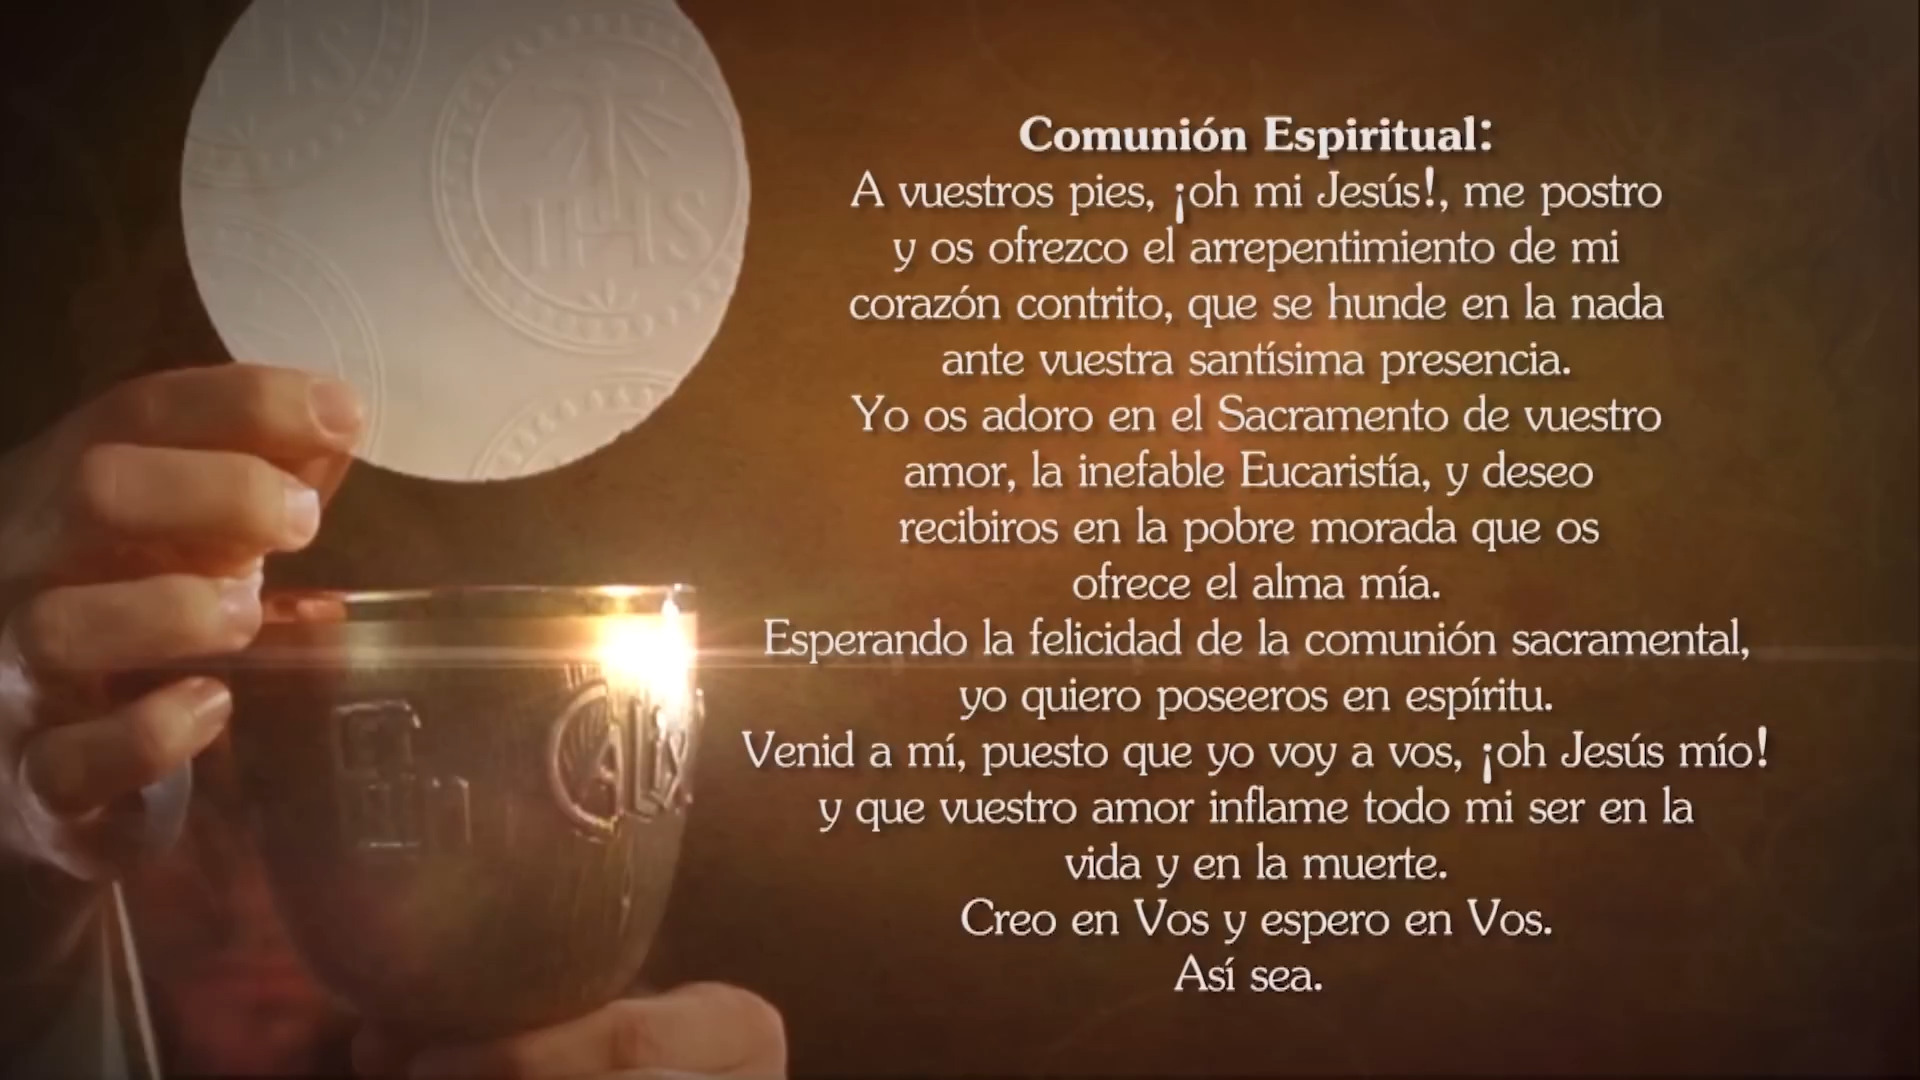 IHS
Comunión Espiritual:
A vuestros pies, ¡oh mi Jesús!, me postro
y os ofrezco el arrepentimiento de mi
corazón contrito, que se hunde en la nada
ante vuestra santísima presencia.
Yo os adoro en el Sacramento de vuestro
amor, la inefable Eucaristía, y deseo
recibiros en la pobre morada que os
ofrece el alma mía.
Esperando la felicidad de la comunión sacramental,
yo quiero poseeros en espíritu.
Venid a mí, puesto que yo voy a vos, ¡oh Jesús mío!
y que vuestro amor inflame todo mi ser en la
vida y en la muerte.
Creo en Vos y espero en Vos.
Así sea.